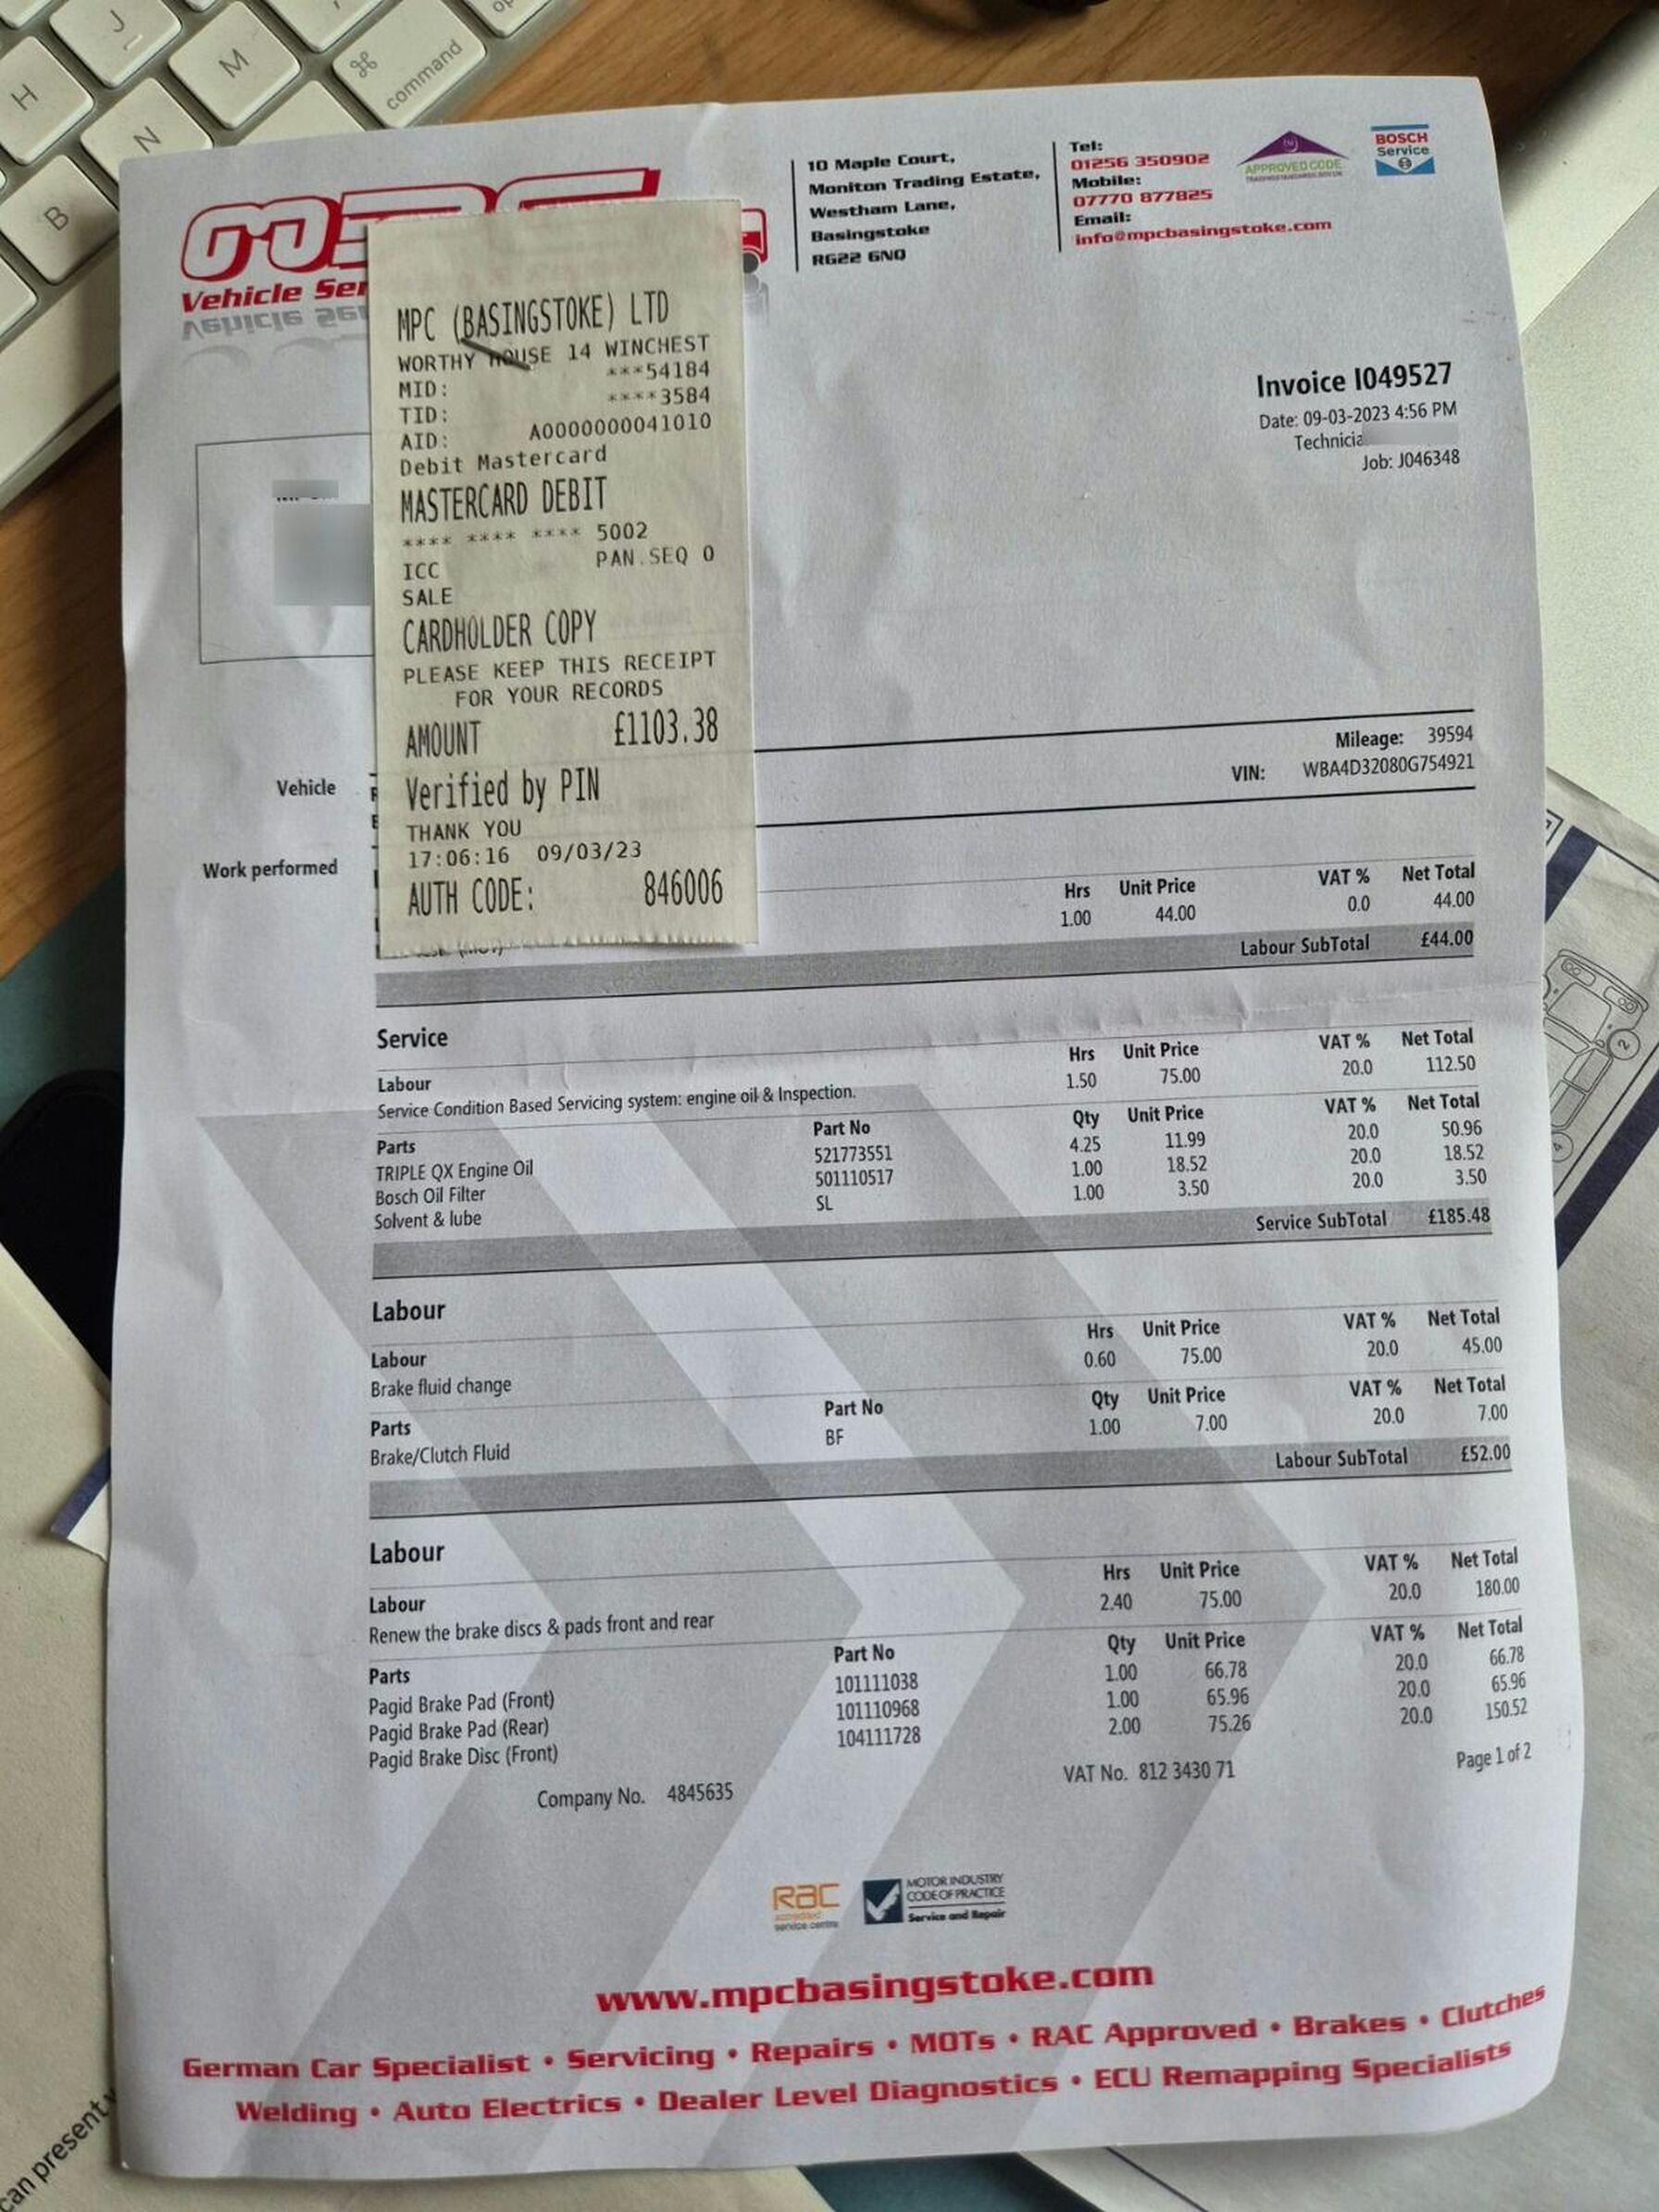 H
J
M
N
B
⌘
command
op
10 Maple Court,
Moniton Trading Estate,
Westham Lane,
Basingstoke
RG22 6NQ
Tel:
01256 350902
Mobile:
07770 877825
Email:
info@mpcbasingstoke.com
APPROVED CODE
TRADINGSTANDARDS.GOV.UK
BOSCH
Service
mpc
Vehicle Ser
MPC (BASINGSTOKE) LTD
WORTHY HOUSE 14 WINCHEST
MID: ***54184
TID: ****3584
AID: A0000000041010
Debit Mastercard
MASTERCARD DEBIT
**** **** **** 5002
ICC PAN.SEQ 0
SALE
CARDHOLDER COPY
PLEASE KEEP THIS RECEIPT
FOR YOUR RECORDS
AMOUNT £1103.38
Verified by PIN
THANK YOU
17:06:16 09/03/23
AUTH CODE: 846006
Invoice I049527
Date: 09-03-2023 4:56 PM
Technicia
Job: J046348
Vehicle
Mileage: 39594
VIN: WBA4D32080G754921
Work performed
Hrs Unit Price VAT % Net Total
1.00 44.00 0.0 44.00
Labour SubTotal £44.00
Service
Labour Hrs Unit Price VAT % Net Total
Service Condition Based Servicing system: engine oil & Inspection. 1.50 75.00 20.0 112.50
Parts Part No Qty Unit Price VAT % Net Total
TRIPLE QX Engine Oil 521773551 4.25 11.99 20.0 50.96
Bosch Oil Filter 501110517 1.00 18.52 20.0 18.52
Solvent & lube SL 1.00 3.50 20.0 3.50
Service SubTotal £185.48
Labour
Labour Hrs Unit Price VAT % Net Total
Brake fluid change 0.60 75.00 20.0 45.00
Parts Part No Qty Unit Price VAT % Net Total
Brake/Clutch Fluid BF 1.00 7.00 20.0 7.00
Labour SubTotal £52.00
Labour
Labour Hrs Unit Price VAT % Net Total
Renew the brake discs & pads front and rear 2.40 75.00 20.0 180.00
Parts Part No Qty Unit Price VAT % Net Total
Pagid Brake Pad (Front) 101111038 1.00 66.78 20.0 66.78
Pagid Brake Pad (Rear) 101110968 1.00 65.96 20.0 65.96
Pagid Brake Disc (Front) 104111728 2.00 75.26 20.0 150.52
Company No. 4845635 VAT No. 812 3430 71 Page 1 of 2
RAC
accredited
service centre
MOTOR INDUSTRY
CODE OF PRACTICE
Service and Repair
www.mpcbasingstoke.com
German Car Specialist • Servicing • Repairs • MOTs • RAC Approved • Brakes • Clutches
Welding • Auto Electrics • Dealer Level Diagnostics • ECU Remapping Specialists
can present
2
4